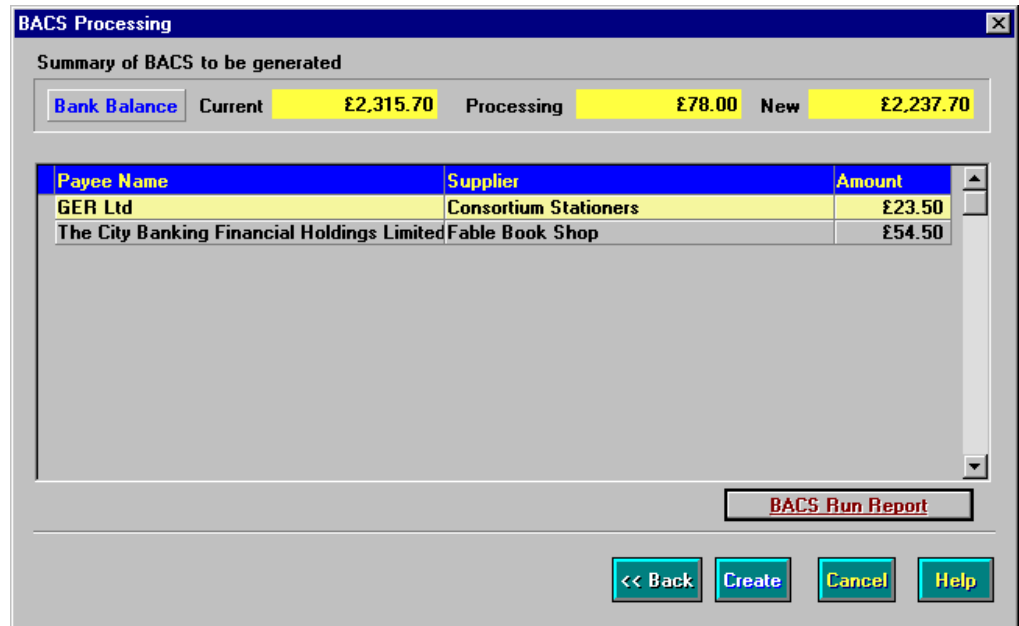 BACS Processing
Summary of BACS to be generated
Bank Balance Current £2,315.70 Processing £78.00 New £2,237.70
Payee Name Supplier Amount
GER Ltd Consortium Stationers £23.50
The City Banking Financial Holdings Limited Fable Book Shop £54.50
BACS Run Report
<< Back Create Cancel Help